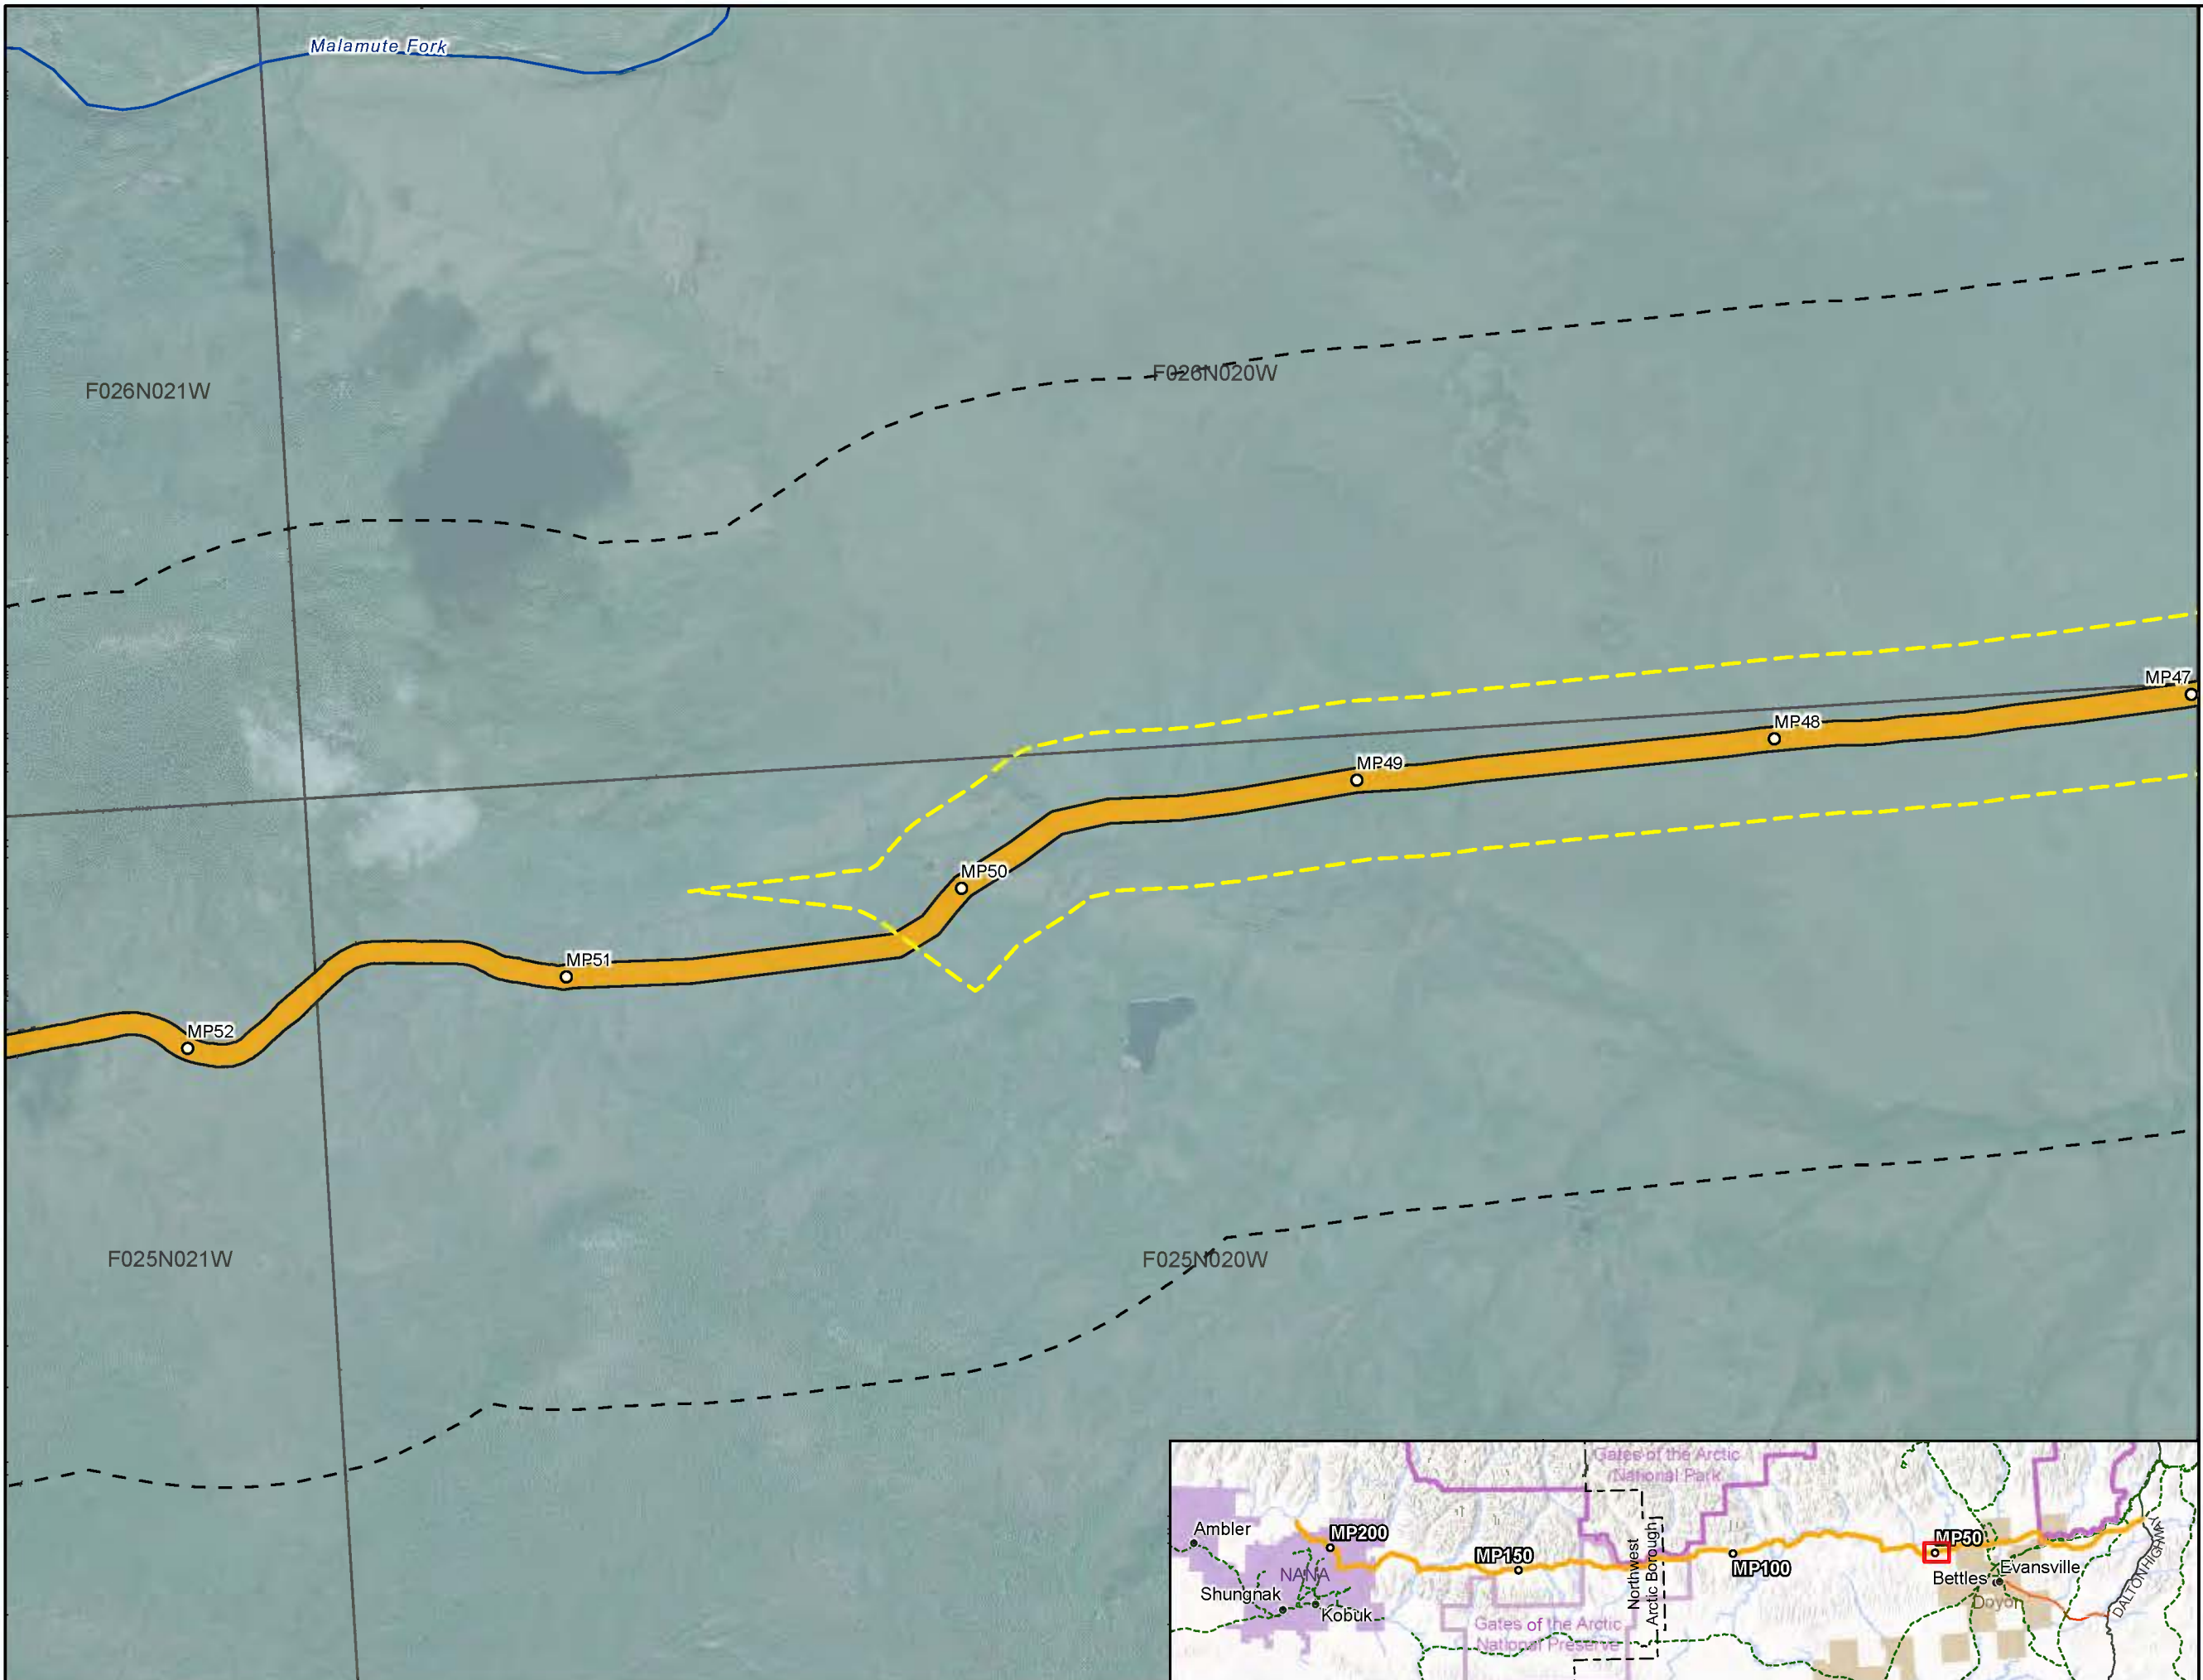 Malamute Fork
F026N021W
F026N020W
MP47
MP48
MP49
MP50
MP51
MP52
F025N021W
F025N020W
Gates of the Arctic
National Park
Ambler
MP200
NANA
Shungnak
Kobuk
MP150
Northwest
Arctic Borough
Gates of the Arctic
National Preserve
MP100
MP50
Evansville
Bettles
Doyon
DALTON HIGHWAY